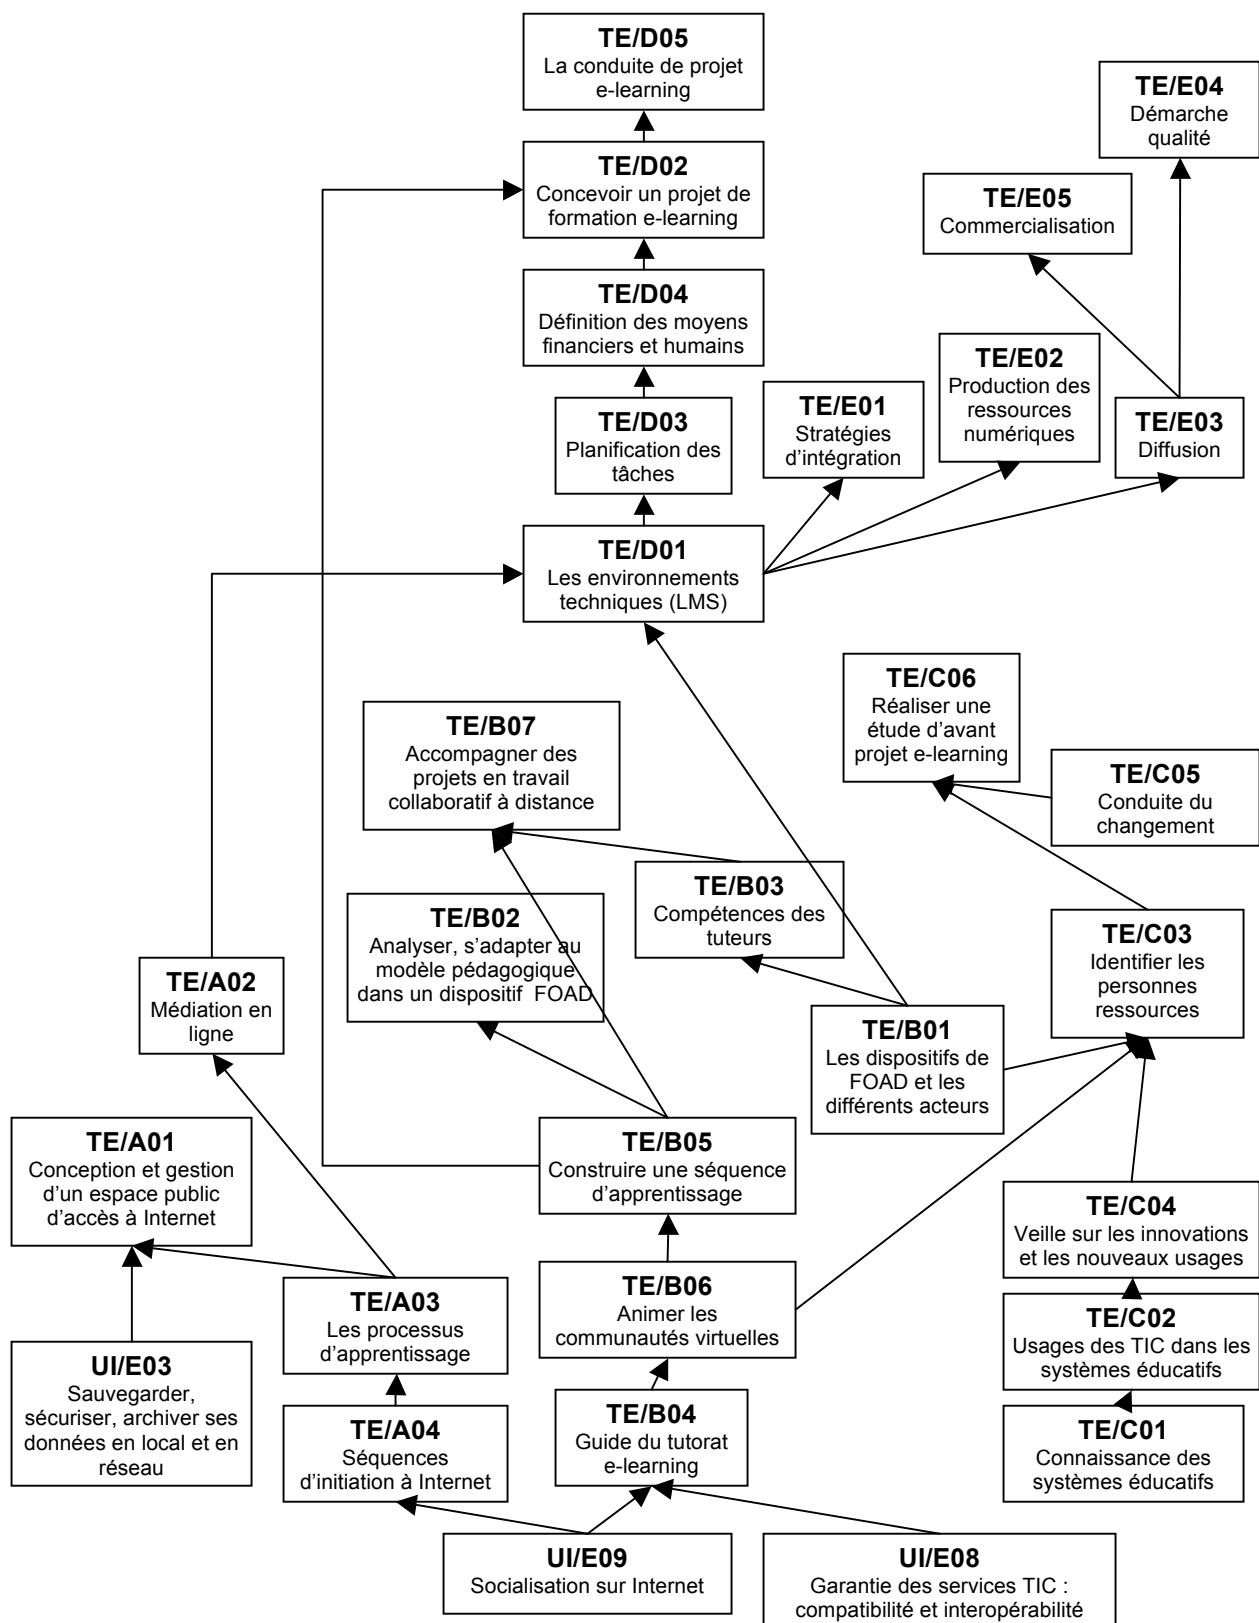 TE/D05
La conduite de projet
e-learning
TE/E04
Démarche
qualité
TE/D02
Concevoir un projet de
formation e-learning
TE/E05
Commercialisation
TE/D04
Définition des moyens
financiers et humains
TE/E02
Production des
ressources
numériques
TE/E01
Stratégies
d’intégration
TE/D03
Planification des
tâches
TE/E03
Diffusion
TE/D01
Les environnements
techniques (LMS)
TE/C06
Réaliser une
étude d’avant
projet e-learning
TE/B07
Accompagner des
projets en travail
collaboratif à distance
TE/C05
Conduite du
changement
TE/B03
Compétences des
tuteurs
TE/B02
Analyser, s’adapter au
modèle pédagogique
dans un dispositif FOAD
TE/C03
Identifier les
personnes
ressources
TE/A02
Médiation en
ligne
TE/B01
Les dispositifs de
FOAD et les
différents acteurs
TE/A01
Conception et gestion
d’un espace public
d’accès à Internet
TE/B05
Construire une séquence
d’apprentissage
TE/C04
Veille sur les innovations
et les nouveaux usages
TE/A03
Les processus
d’apprentissage
TE/B06
Animer les
communautés virtuelles
TE/C02
Usages des TIC dans les
systèmes éducatifs
UI/E03
Sauvegarder,
sécuriser, archiver ses
données en local et en
réseau
TE/A04
Séquences
d’initiation à Internet
TE/B04
Guide du tutorat
e-learning
TE/C01
Connaissance des
systèmes éducatifs
UI/E09
Socialisation sur Internet
UI/E08
Garantie des services TIC :
compatibilité et interopérabilité